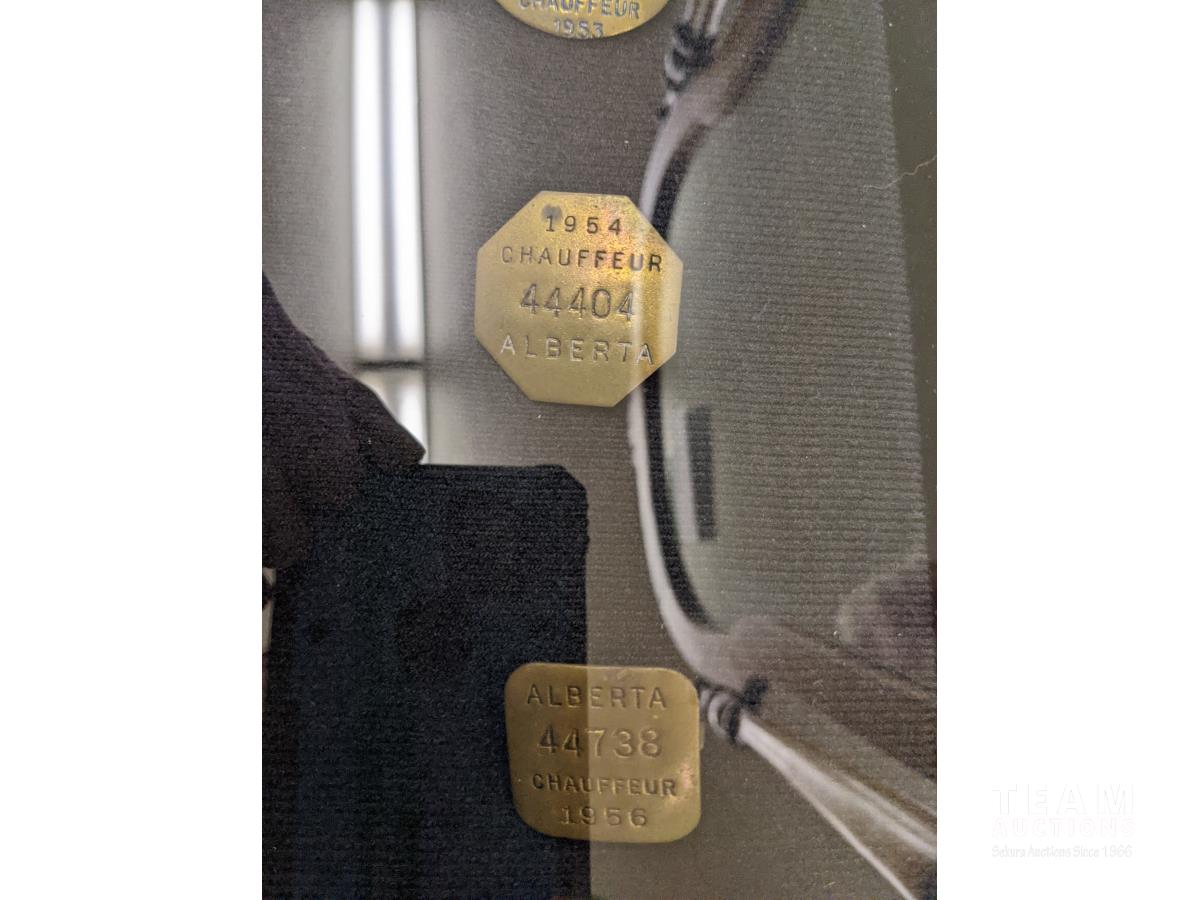 CHAUFFEUR
1953
1954
CHAUFFEUR
44404
ALBERTA
ALBERTA
44738
CHAUFFEUR
1956
TEAM
AUCTIONS
Sekura Auctions Since 1966